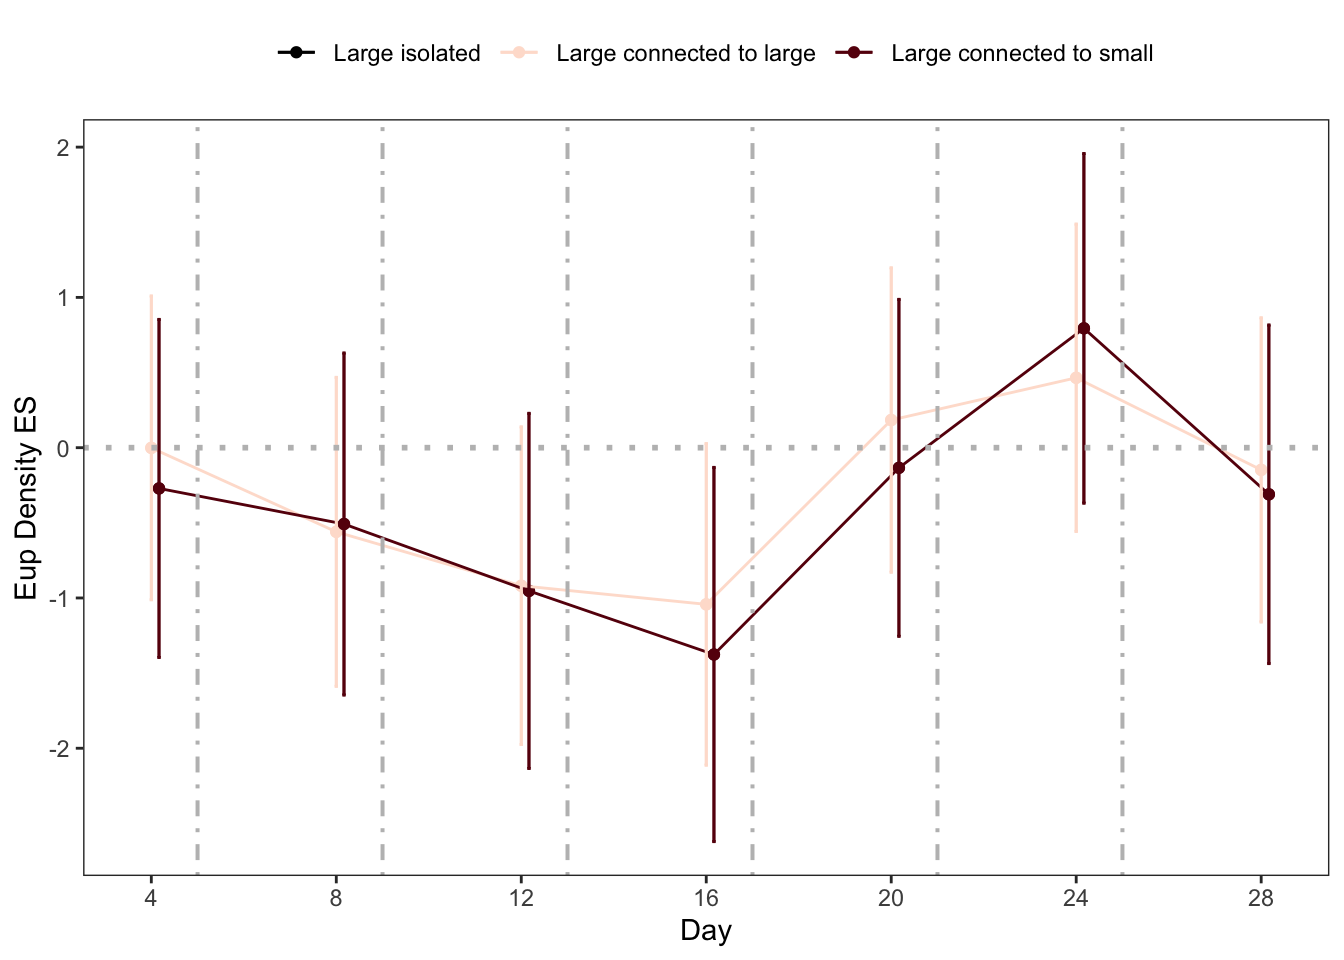 Large isolated Large connected to large Large connected to small
2
1
0
-1
-2
Eup Density ES
4 8 12 16 20 24 28
Day